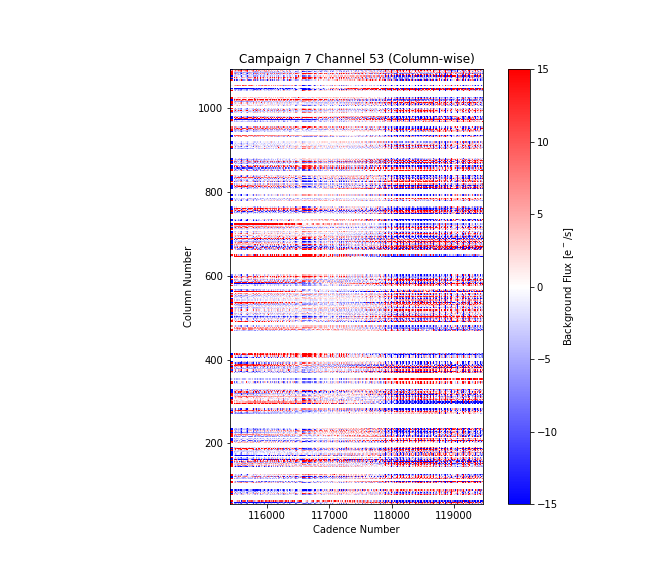 Campaign 7 Channel 53 (Column-wise)
Column Number
1000
800
600
400
200
116000 117000 118000 119000
Cadence Number
15
10
5
0
−5
−10
−15
Background Flux [e⁻/s]